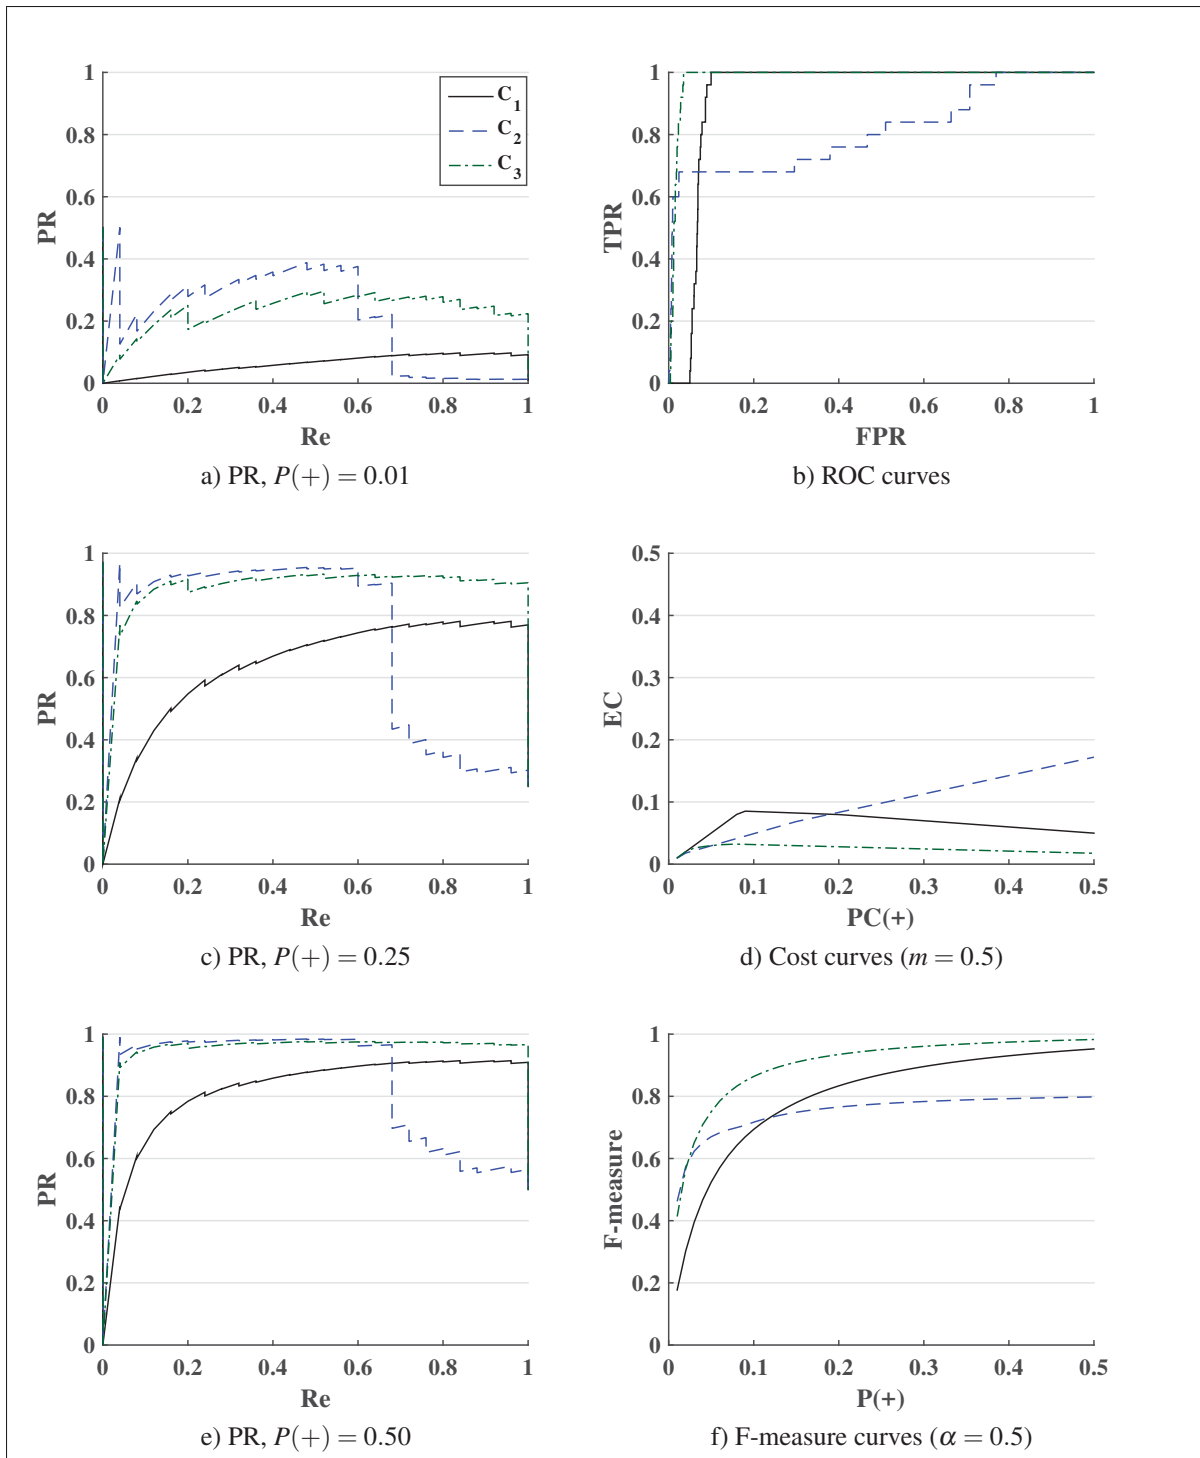 1
0.8
0.6
0.4
0.2
0
PR
0 0.2 0.4 0.6 0.8 1
Re
C1
C2
C3
a) PR, P(+) = 0.01
1
0.8
0.6
0.4
0.2
0
TPR
0 0.2 0.4 0.6 0.8 1
FPR
b) ROC curves
1
0.8
0.6
0.4
0.2
0
PR
0 0.2 0.4 0.6 0.8 1
Re
c) PR, P(+) = 0.25
0.5
0.4
0.3
0.2
0.1
0
EC
0 0.1 0.2 0.3 0.4 0.5
PC(+)
d) Cost curves (m = 0.5)
1
0.8
0.6
0.4
0.2
0
PR
0 0.2 0.4 0.6 0.8 1
Re
e) PR, P(+) = 0.50
1
0.8
0.6
0.4
0.2
0
F-measure
0 0.1 0.2 0.3 0.4 0.5
P(+)
f) F-measure curves (α = 0.5)